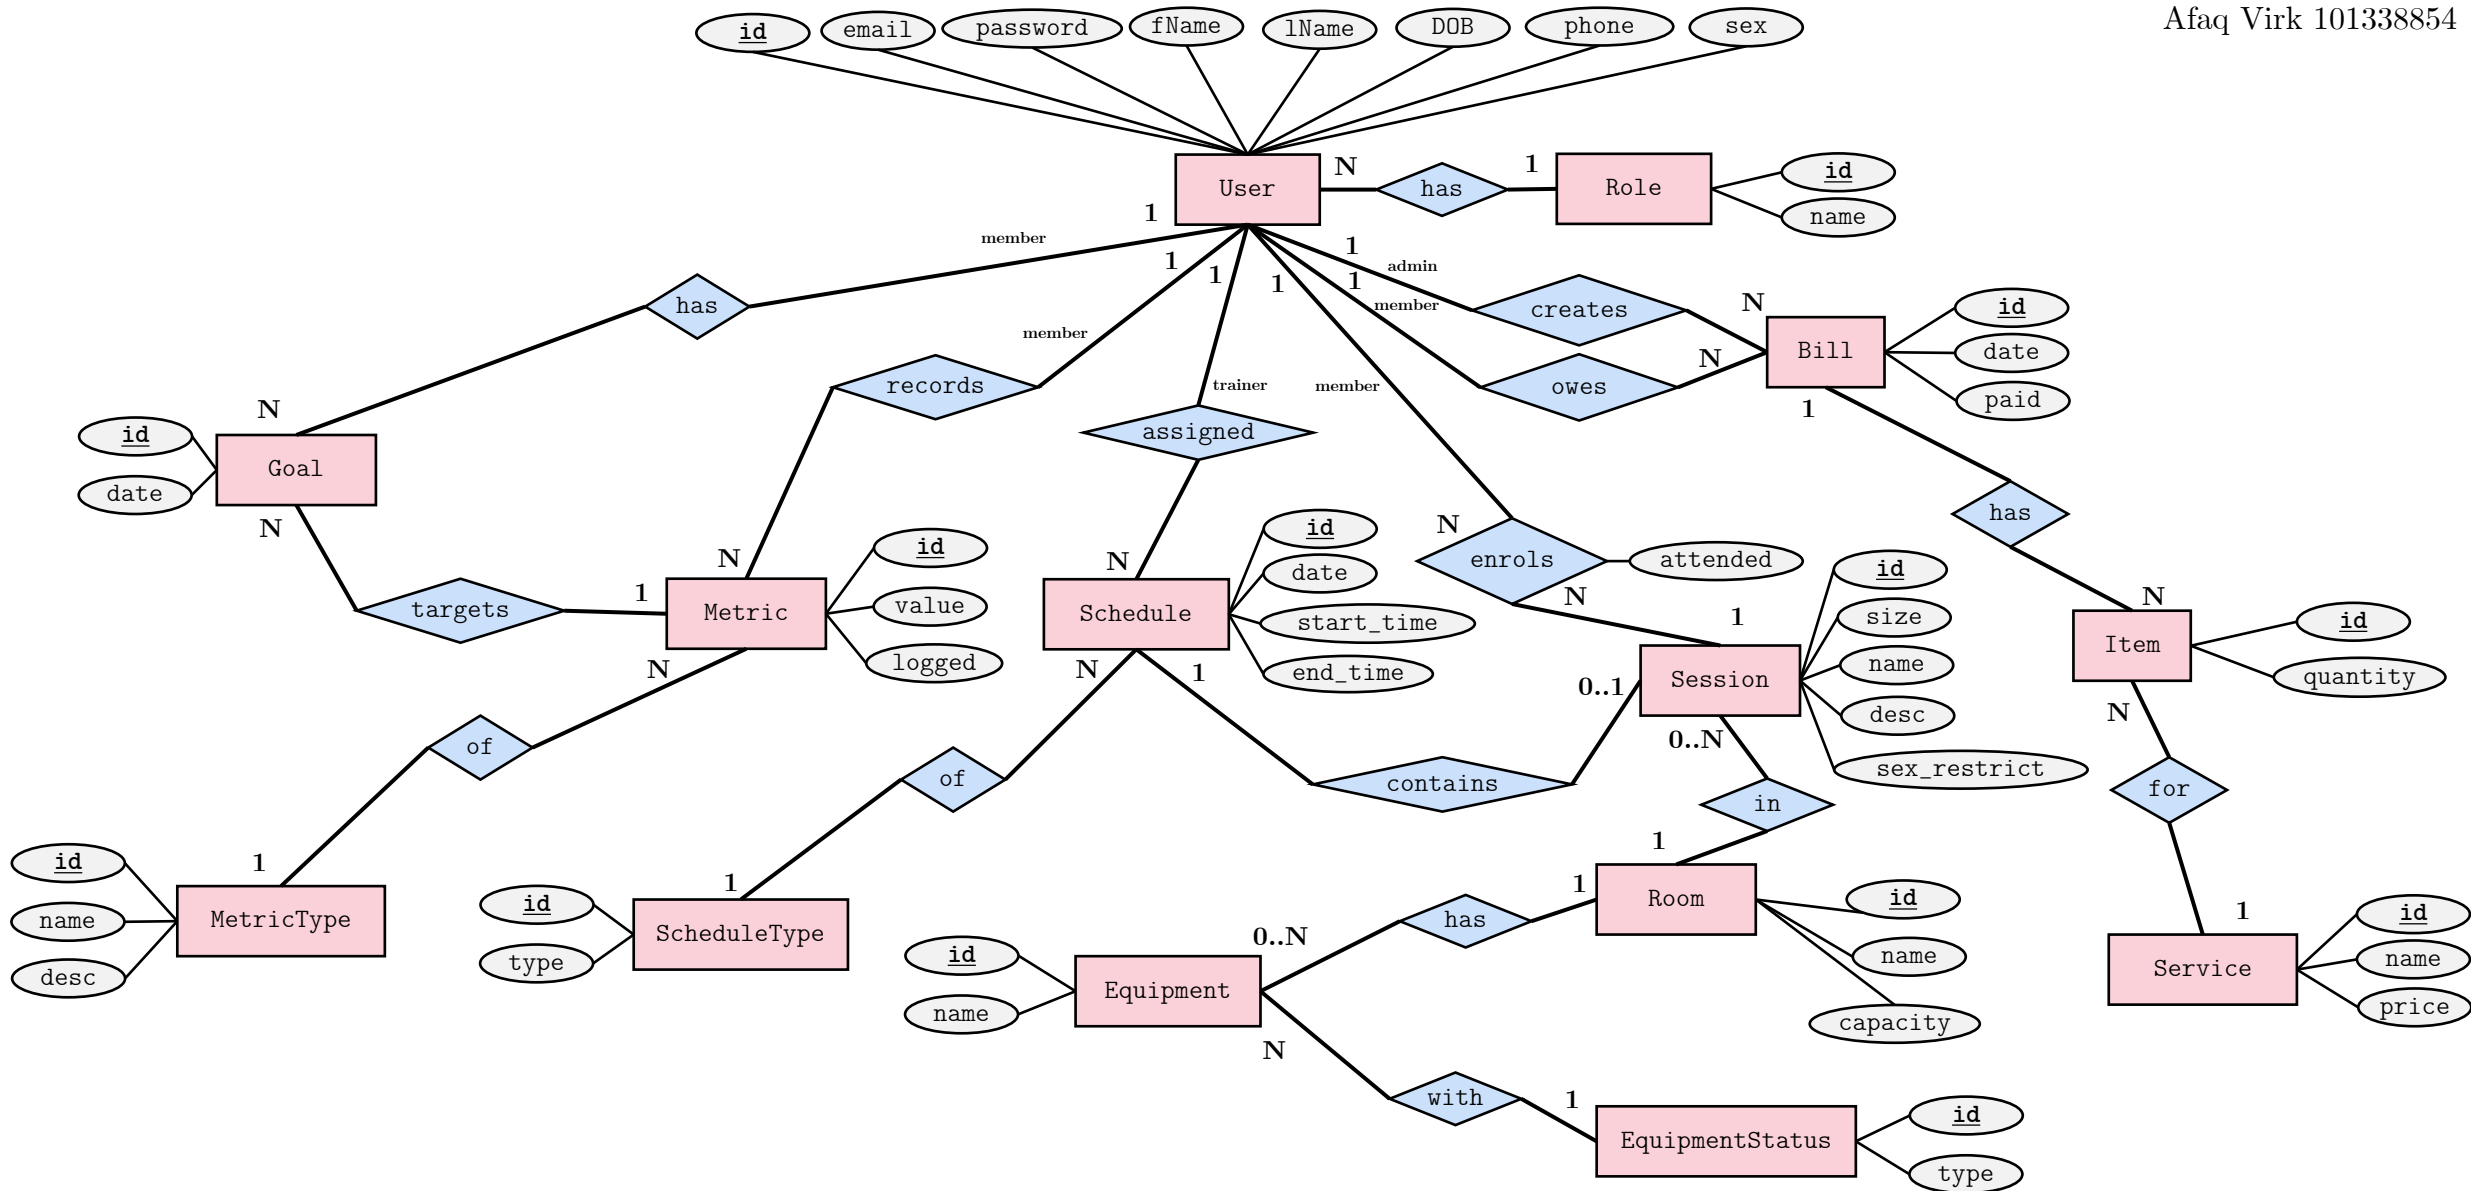 Afaq Virk 101338854
id
email
password
fName
lName
DOB
phone
sex
User
N
has
1
Role
id
name
1
member
1
1
1
1
admin
1
member
has
creates
N
Bill
id
date
paid
member
records
trainer
member
owes
N
1
N
assigned
id
date
Goal
N
N
has
enrols
attended
id
date
start_time
end_time
id
value
logged
N
N
Metric
1
targets
N
Schedule
N
1
N
1
id
size
name
desc
sex_restrict
Session
0..1
0..N
N
Item
id
quantity
N
of
of
contains
in
for
1
1
1
1
1
id
name
desc
MetricType
id
type
ScheduleType
has
Room
id
name
capacity
0..N
id
name
Equipment
N
Service
id
name
price
with
1
EquipmentStatus
id
type